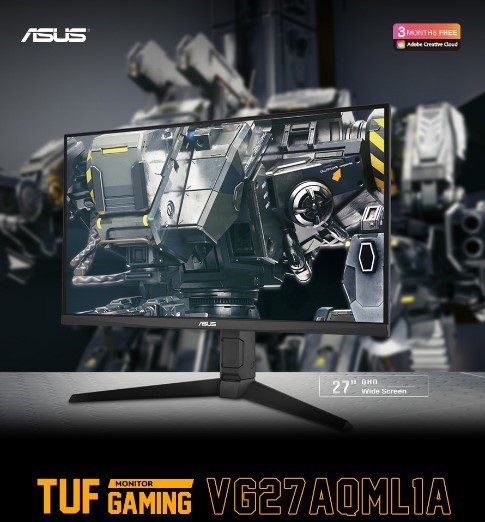 ASUS
3 MONTHS FREE
Adobe Creative Cloud
ASUS
27" QHD
Wide Screen
TUF GAMING MONITOR VG27AQML1A